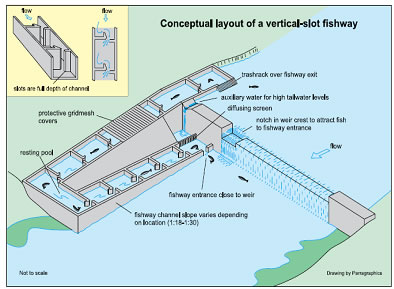 Conceptual layout of a vertical-slot fishway
flow
flow
slots are full depth of channel
trashrack over fishway exit
auxiliary water for high tailwater levels
diffusing screen
notch in weir crest to attract fish
to fishway entrance
protective gridmesh
covers
flow
resting pool
fishway entrance close to weir
fishway channel slope varies depending
on location (1:18-1:30)
Not to scale
Drawing by Parragraphics